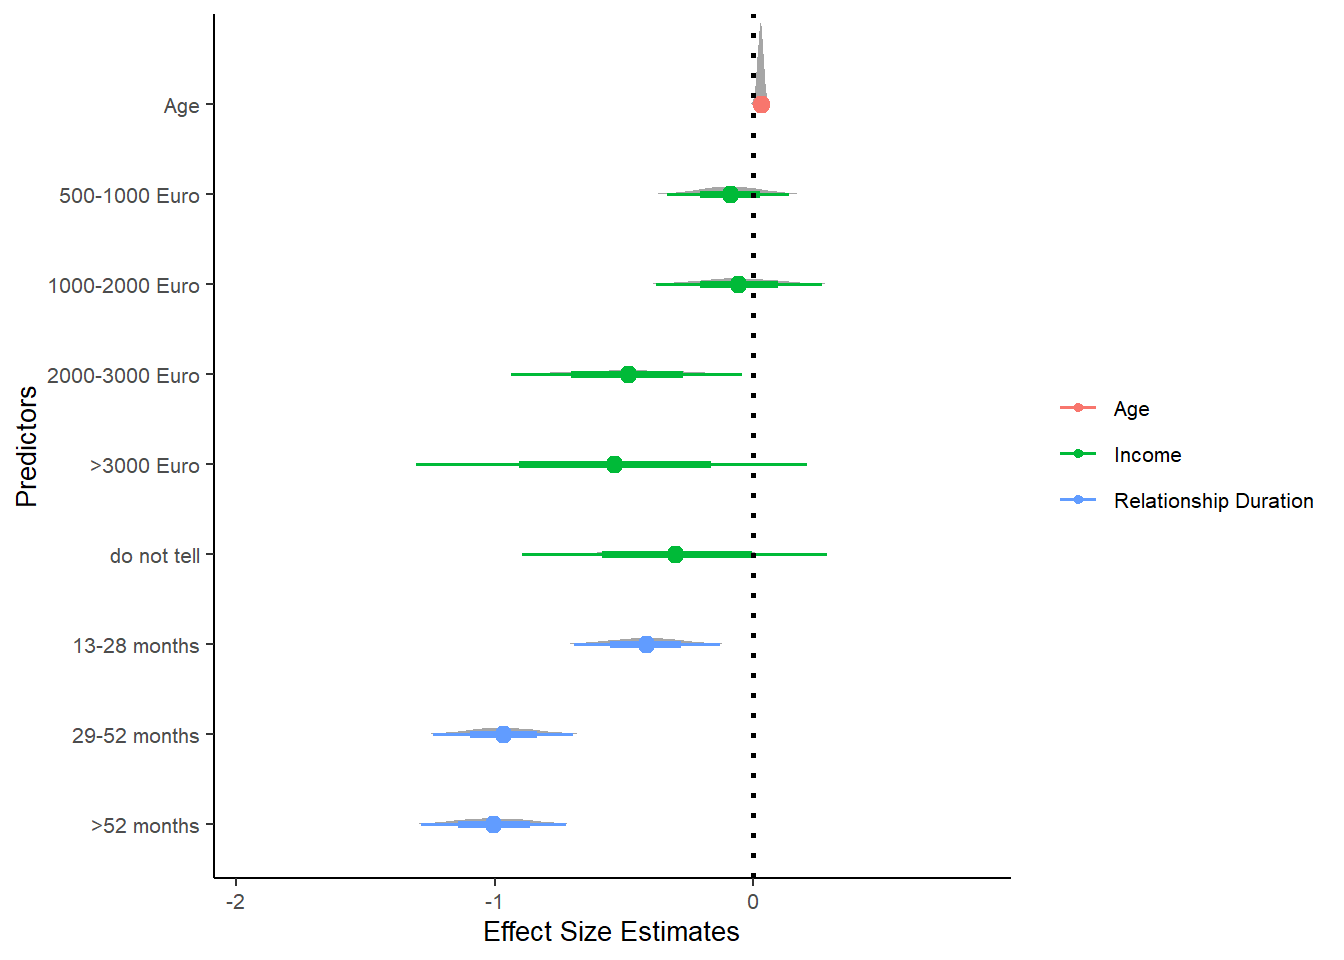 Predictors
Age
500-1000 Euro
1000-2000 Euro
2000-3000 Euro
>3000 Euro
do not tell
13-28 months
29-52 months
>52 months
-2 -1 0
Effect Size Estimates
Age
Income
Relationship Duration